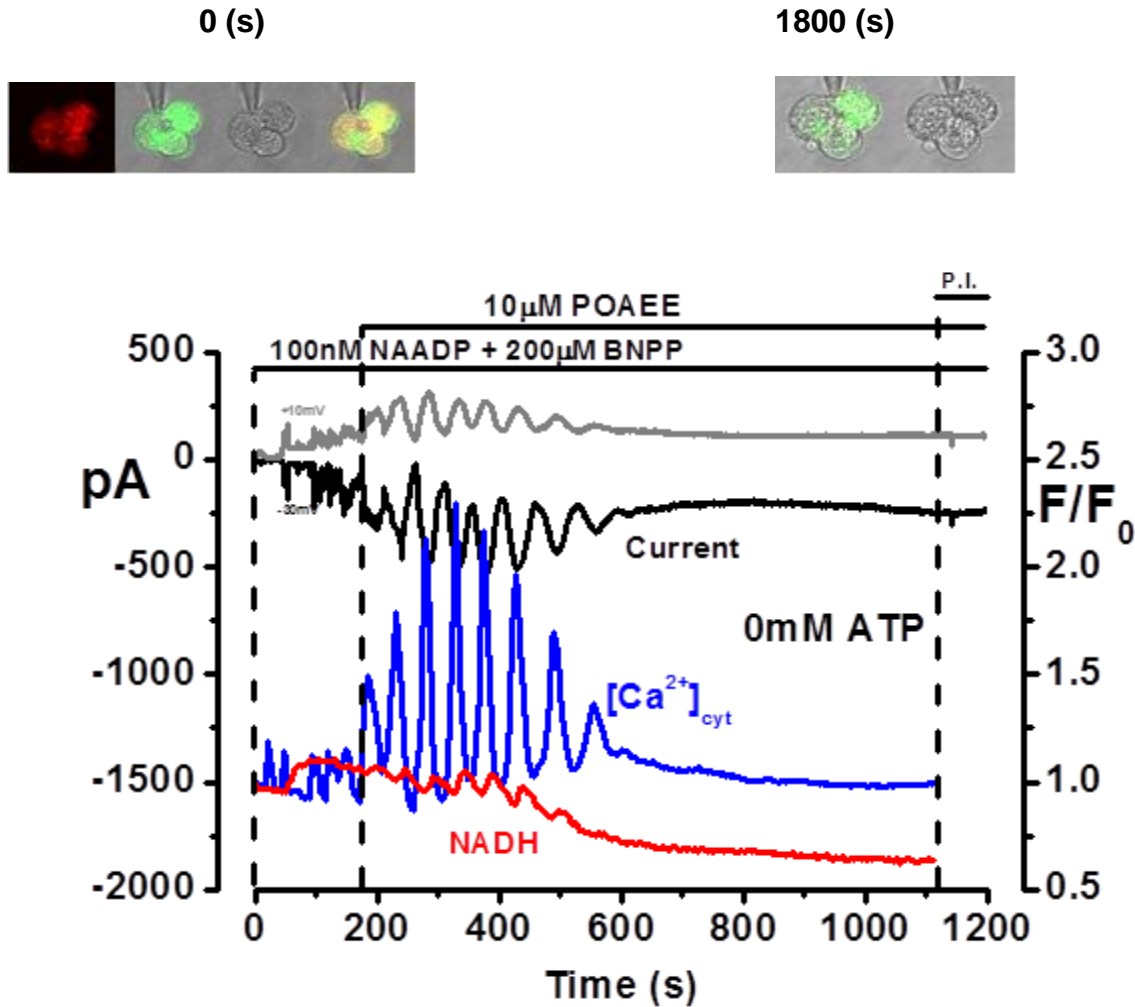 0 (s) 1800 (s)
P.I.
10μM POAEE
100nM NAADP + 200μM BNPP
500 3.0
+10mV
0 2.5
pA F/F0
-30mV
Current
-500 2.0
0mM ATP
-1000 1.5
[Ca2+]cyt
-1500 1.0
NADH
-2000 0.5
0 200 400 600 800 1000 1200
Time (s)